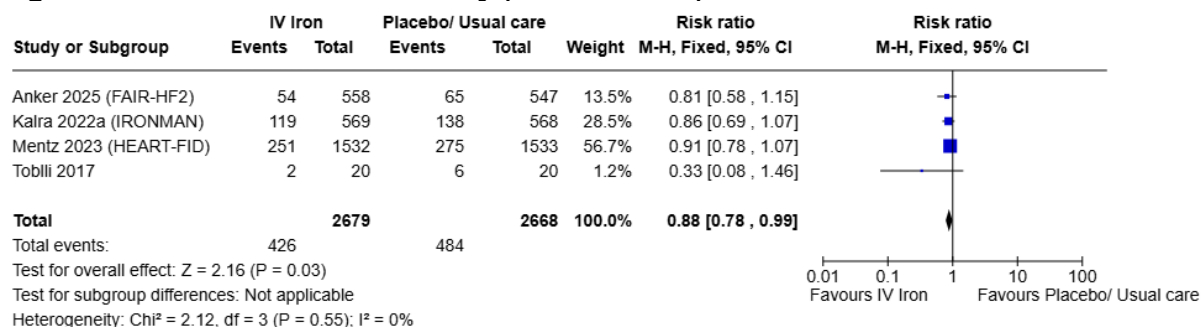 IV Iron Placebo/ Usual care Risk ratio Risk ratio
Study or Subgroup Events Total Events Total Weight M-H, Fixed, 95% CI M-H, Fixed, 95% CI
Anker 2025 (FAIR-HF2) 54 558 65 547 13.5% 0.81 [0.58 , 1.15]
Kalra 2022a (IRONMAN) 119 569 138 568 28.5% 0.86 [0.69 , 1.07]
Mentz 2023 (HEART-FID) 251 1532 275 1533 56.7% 0.91 [0.78 , 1.07]
Toblli 2017 2 20 6 20 1.2% 0.33 [0.08 , 1.46]
Total 2679 2668 100.0% 0.88 [0.78 , 0.99]
Total events: 426 484
Test for overall effect: Z = 2.16 (P = 0.03)
0.01 0.1 1 10 100
Test for subgroup differences: Not applicable
Favours IV Iron Favours Placebo/ Usual care
Heterogeneity: Chi² = 2.12, df = 3 (P = 0.55); I² = 0%